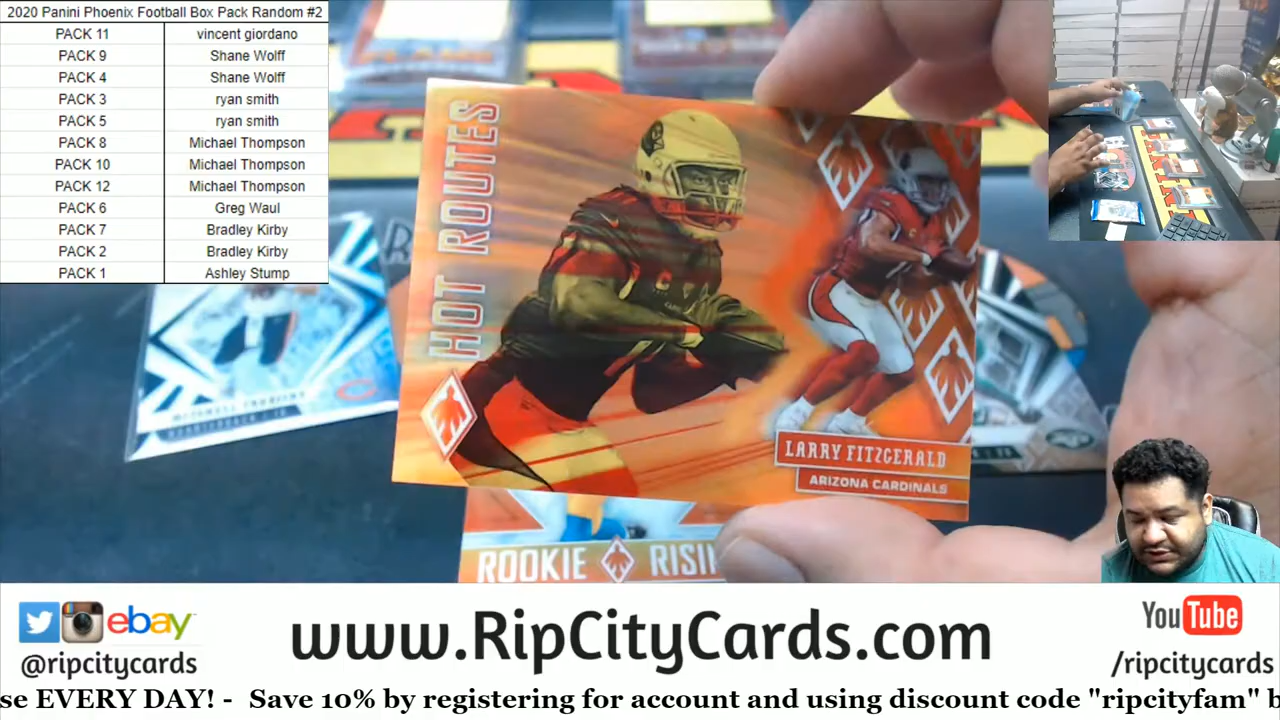 2020 Panini Phoenix Football Box Pack Random #2
PACK 11 vincent giordano
PACK 9 Shane Wolff
PACK 4 Shane Wolff
PACK 3 ryan smith
PACK 5 ryan smith
PACK 8 Michael Thompson
PACK 10 Michael Thompson
PACK 12 Michael Thompson
PACK 6 Greg Waul
PACK 7 Bradley Kirby
PACK 2 Bradley Kirby
PACK 1 Ashley Stump
HOT ROUTES
LARRY FITZGERALD
ARIZONA CARDINALS
MITCHELL TRUBISKY
ROOKIE RISIN
ebay
@ripcitycards
www.RipCityCards.com
YouTube
/ripcitycards
se EVERY DAY! - Save 10% by registering for account and using discount code "ripcityfam" b